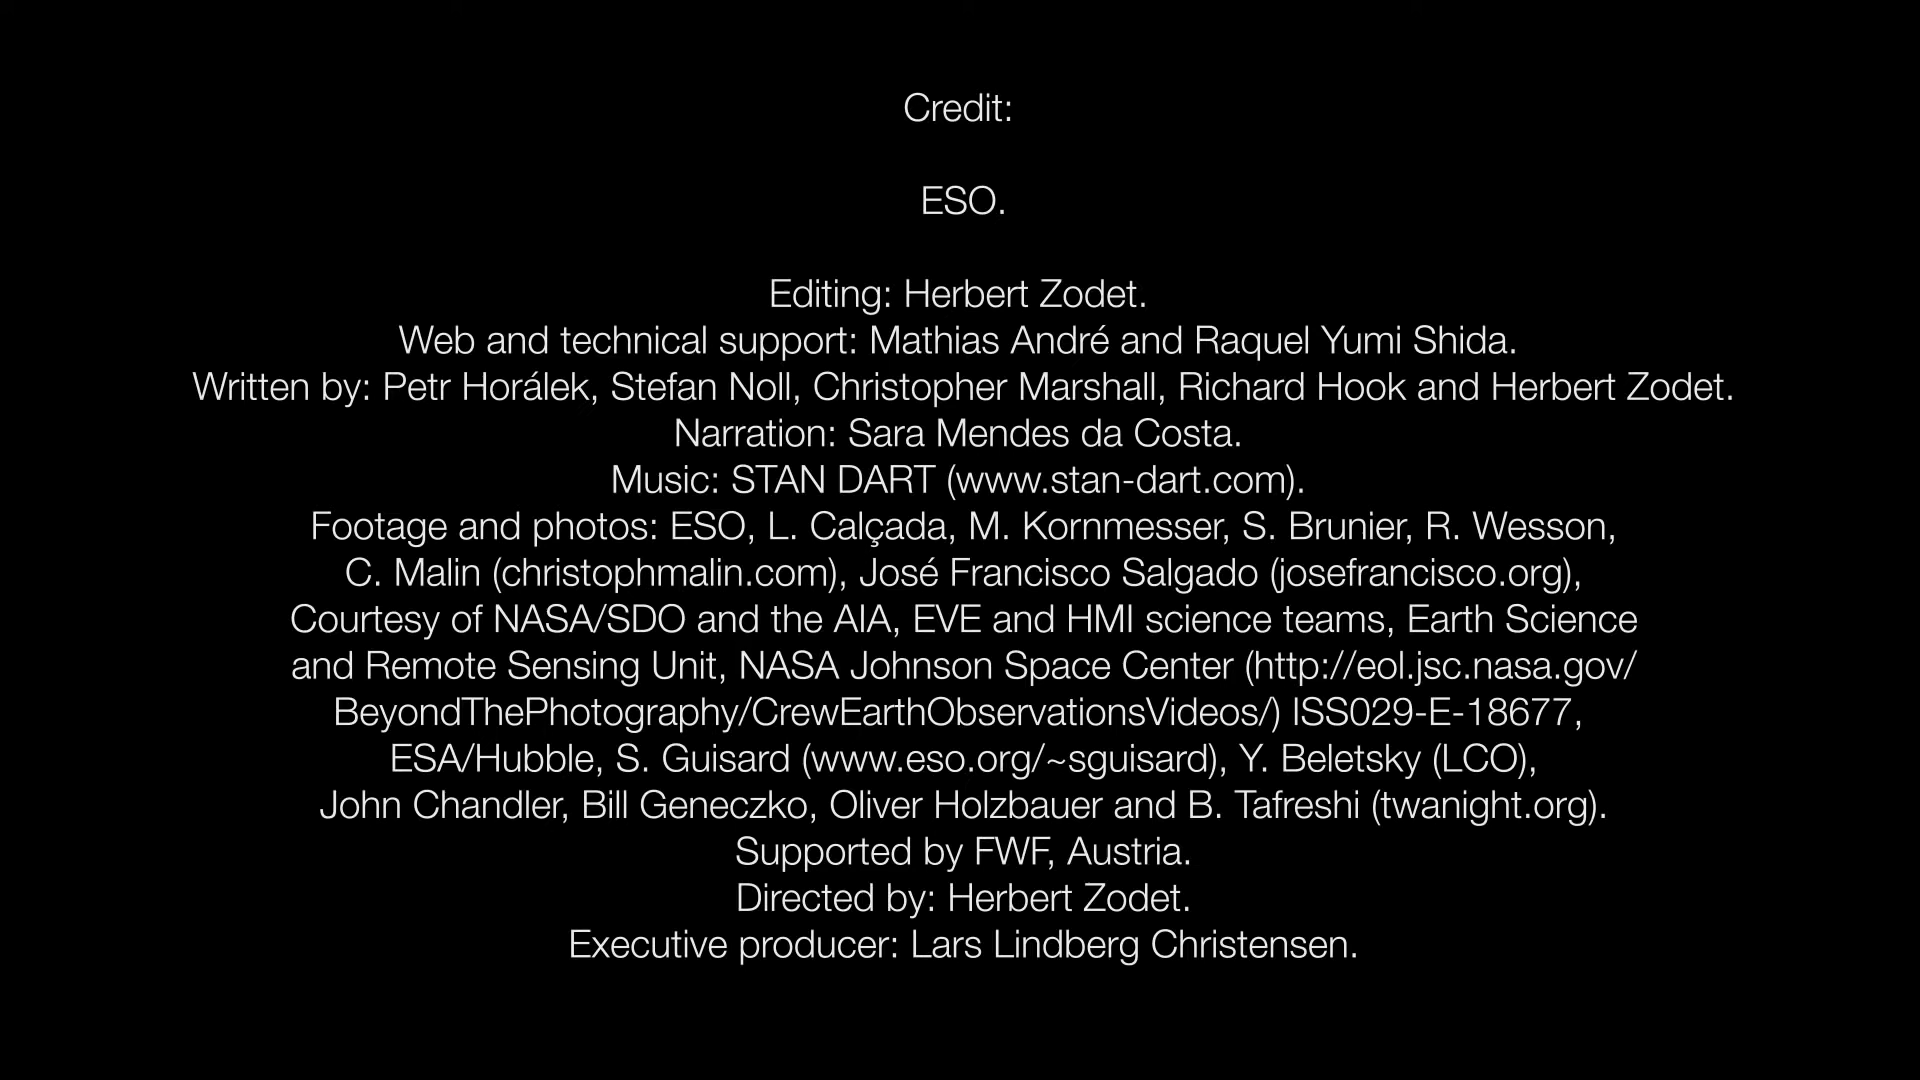 Credit:
ESO.
Editing: Herbert Zodet.
Web and technical support: Mathias André and Raquel Yumi Shida.
Written by: Petr Horálek, Stefan Noll, Christopher Marshall, Richard Hook and Herbert Zodet.
Narration: Sara Mendes da Costa.
Music: STAN DART (www.stan-dart.com).
Footage and photos: ESO, L. Calçada, M. Kornmesser, S. Brunier, R. Wesson,
C. Malin (christophmalin.com), José Francisco Salgado (josefrancisco.org),
Courtesy of NASA/SDO and the AIA, EVE and HMI science teams, Earth Science
and Remote Sensing Unit, NASA Johnson Space Center (http://eol.jsc.nasa.gov/
BeyondThePhotography/CrewEarthObservationsVideos/) ISS029-E-18677,
ESA/Hubble, S. Guisard (www.eso.org/~sguisard), Y. Beletsky (LCO),
John Chandler, Bill Geneczko, Oliver Holzbauer and B. Tafreshi (twanight.org).
Supported by FWF, Austria.
Directed by: Herbert Zodet.
Executive producer: Lars Lindberg Christensen.